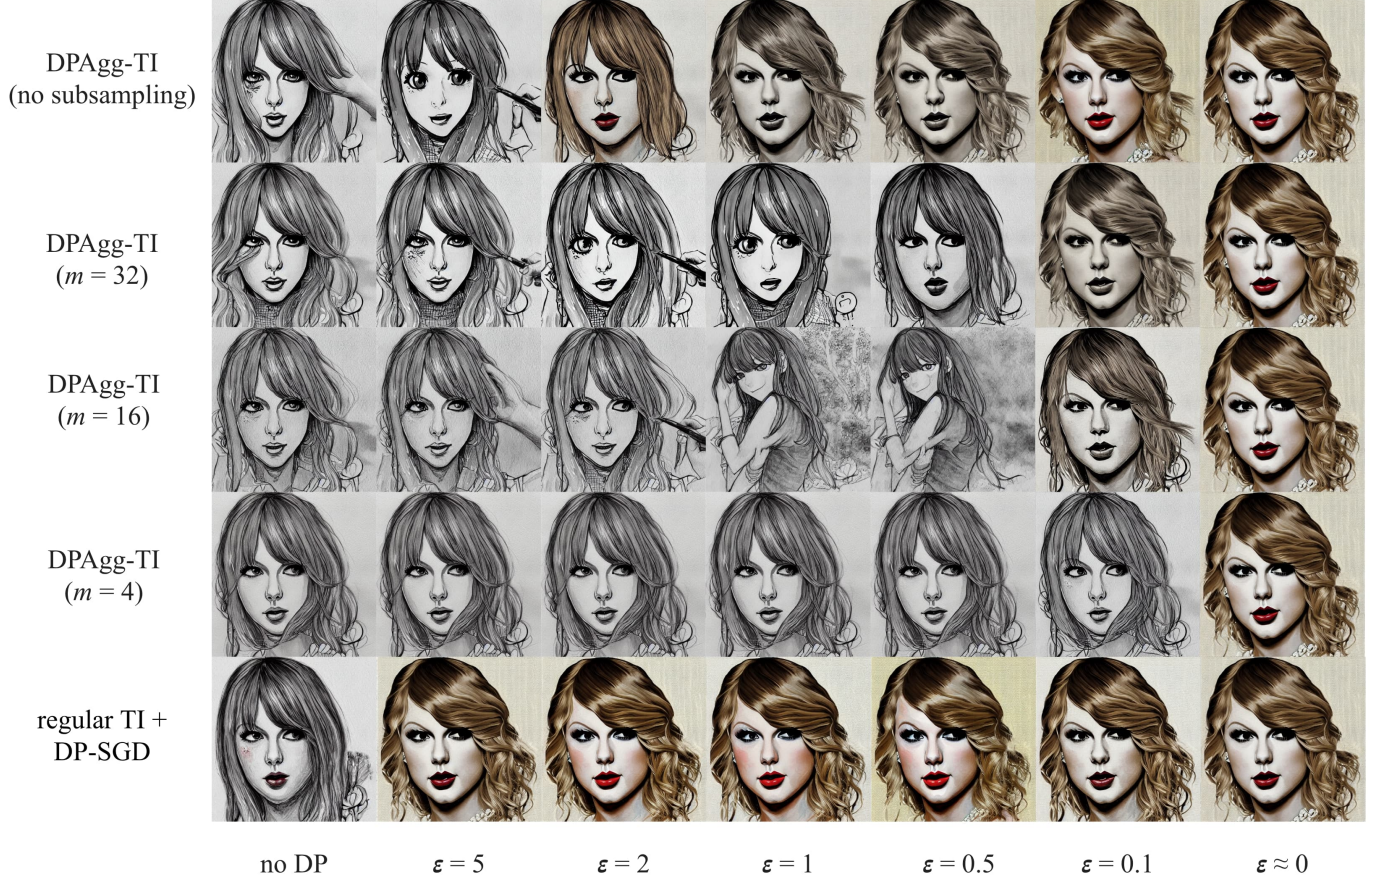 DPAgg-TI
(no subsampling)
DPAgg-TI
(m = 32)
DPAgg-TI
(m = 16)
DPAgg-TI
(m = 4)
regular TI +
DP-SGD
no DP ε = 5 ε = 2 ε = 1 ε = 0.5 ε = 0.1 ε ≈ 0